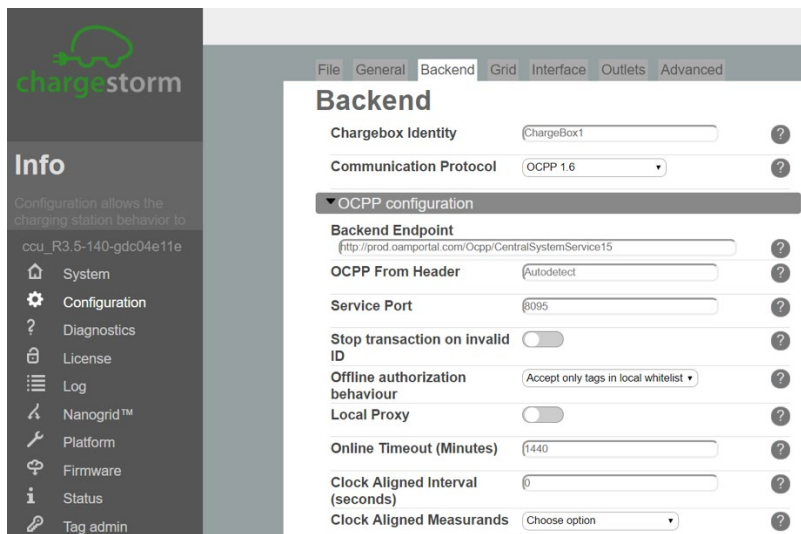 chargestorm
Info
Configuration allows the
charging station behavior to
ccu_R3.5-140-gdc04e11e
System
Configuration
Diagnostics
License
Log
Nanogrid™
Platform
Firmware
Status
Tag admin
File General Backend Grid Interface Outlets Advanced
Backend
Chargebox Identity ChargeBox1 ?
Communication Protocol OCPP 1.6 ?
OCPP configuration
Backend Endpoint
http://prod.oamportal.com/Ocpp/CentralSystemService15 ?
OCPP From Header Autodetect ?
Service Port 8095 ?
Stop transaction on invalid
ID ?
Offline authorization
behaviour Accept only tags in local whitelist ?
Local Proxy ?
Online Timeout (Minutes) 1440 ?
Clock Aligned Interval
(seconds) 0 ?
Clock Aligned Measurands Choose option ?